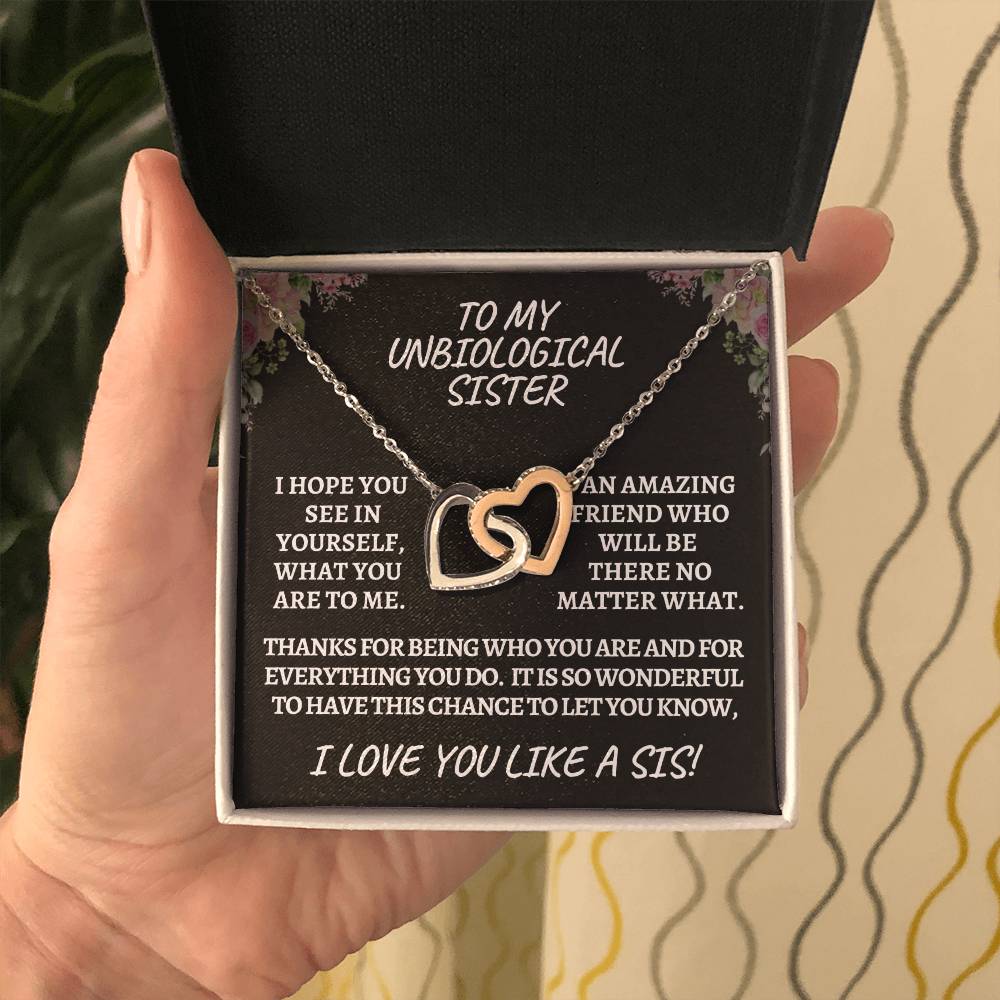 TO MY
UNBIOLOGICAL
SISTER
I HOPE YOU
SEE IN
YOURSELF,
WHAT YOU
ARE TO ME.
AN AMAZING
FRIEND WHO
WILL BE
THERE NO
MATTER WHAT.
THANKS FOR BEING WHO YOU ARE AND FOR
EVERYTHING YOU DO. IT IS SO WONDERFUL
TO HAVE THIS CHANCE TO LET YOU KNOW,
I LOVE YOU LIKE A SIS!